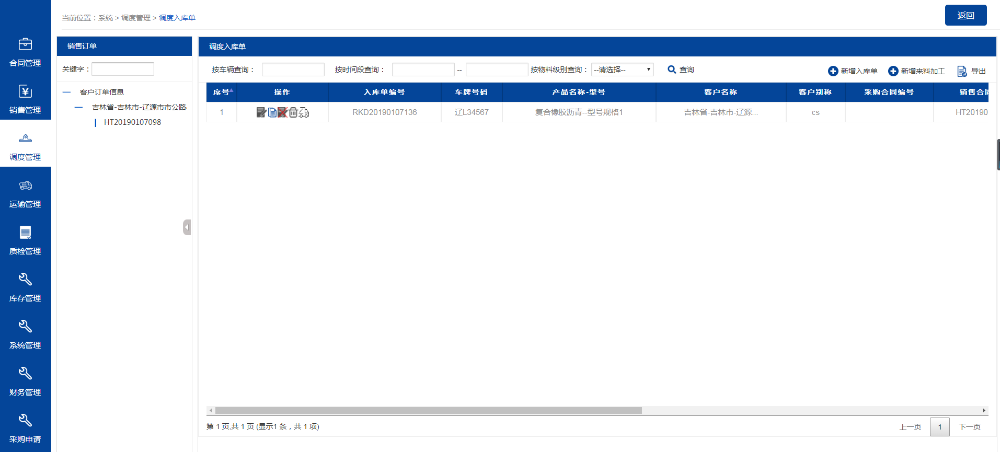 当前位置：系统 > 调度管理 > 调度入库单
返回
合同管理
销售管理
调度管理
运输管理
质检管理
库存管理
系统管理
财务管理
采购申请
销售订单
关键字：
客户订单信息
吉林省-吉林市-辽源市市公路
HT20190107098
调度入库单
按车辆查询： 按时间段查询： -- 按物料级别查询： --请选择-- 查询 新增入库单 新增来料加工 导出
序号 操作 入库单编号 车牌号码 产品名称-型号 客户名称 客户别称 采购合同编号 销售合同
1 RKD20190107136 辽L34567 复合橡胶沥青--型号规格1 吉林省-吉林市-辽源... cs HT20190
第 1 页,共 1 页 (显示1 条，共 1 项)
上一页 1 下一页